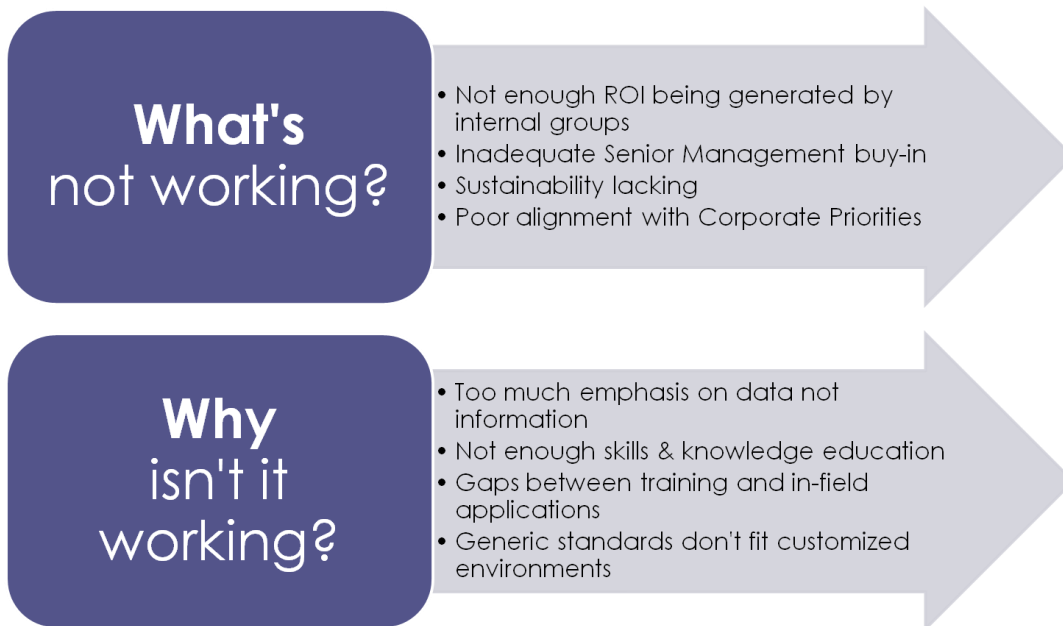 What's
not working?
• Not enough ROI being generated by
internal groups
• Inadequate Senior Management buy-in
• Sustainability lacking
• Poor alignment with Corporate Priorities
Why
isn't it
working?
• Too much emphasis on data not
information
• Not enough skills & knowledge education
• Gaps between training and in-field
applications
• Generic standards don't fit customized
environments